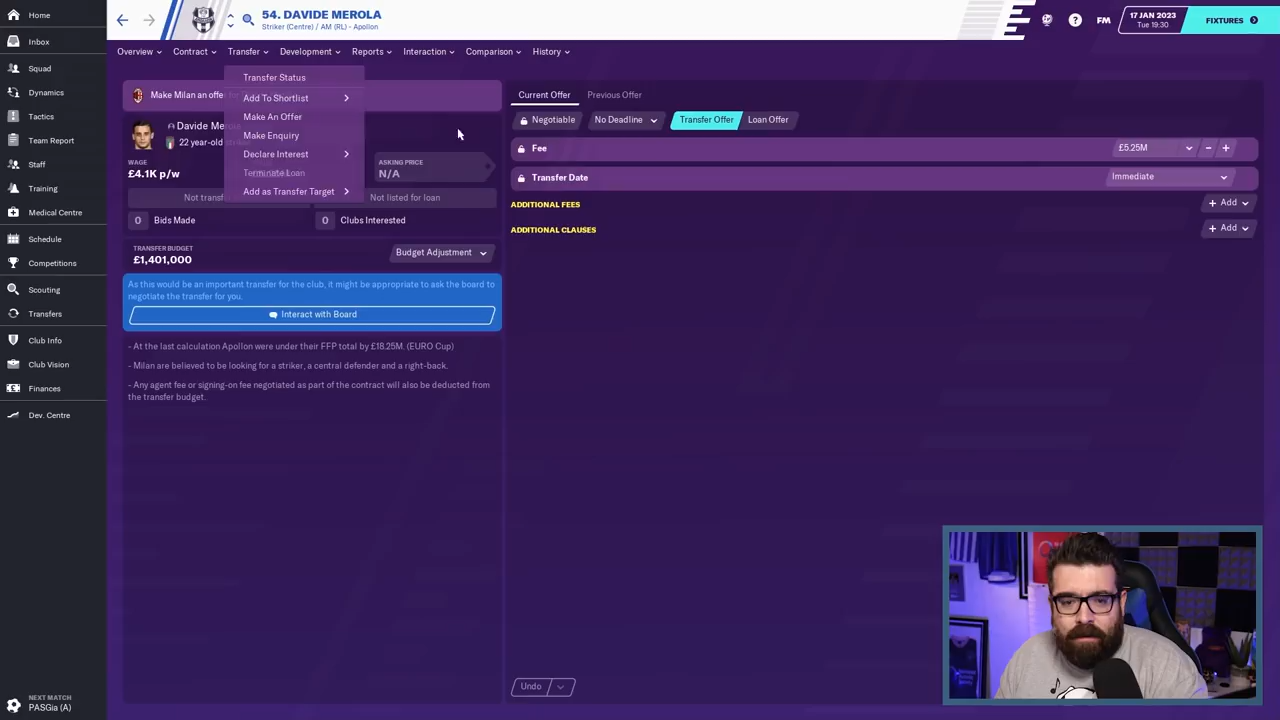 54. DAVIDE MEROLA
Striker (Centre) / AM (RL) - Apollon
FM
17 JAN 2023
Tue 19:30
FIXTURES
Home
Inbox
Squad
Dynamics
Tactics
Team Report
Staff
Training
Medical Centre
Schedule
Competitions
Scouting
Transfers
Club Info
Club Vision
Finances
Dev. Centre
NEXT MATCH
PASGia (A)
Overview
Contract
Transfer
Development
Reports
Interaction
Comparison
History
Transfer Status
Add To Shortlist
Make An Offer
Make Enquiry
Declare Interest
Terminate Loan
Add as Transfer Target
Make Milan an offer
Davide Merola
22 year-old
WAGE
£4.1K p/w
ASKING PRICE
N/A
Not transf
Not listed for loan
0 Bids Made
0 Clubs Interested
TRANSFER BUDGET
£1,401,000
Budget Adjustment
As this would be an important transfer for the club, it might be appropriate to ask the board to
negotiate the transfer for you.
Interact with Board
- At the last calculation Apollon were under their FFP total by £18.25M. (EURO Cup)
- Milan are believed to be looking for a striker, a central defender and a right-back.
- Any agent fee or signing-on fee negotiated as part of the contract will also be deducted from
the transfer budget.
Current Offer
Previous Offer
Negotiable
No Deadline
Transfer Offer
Loan Offer
Fee
£5.25M
Transfer Date
Immediate
ADDITIONAL FEES
Add
ADDITIONAL CLAUSES
Add
Undo